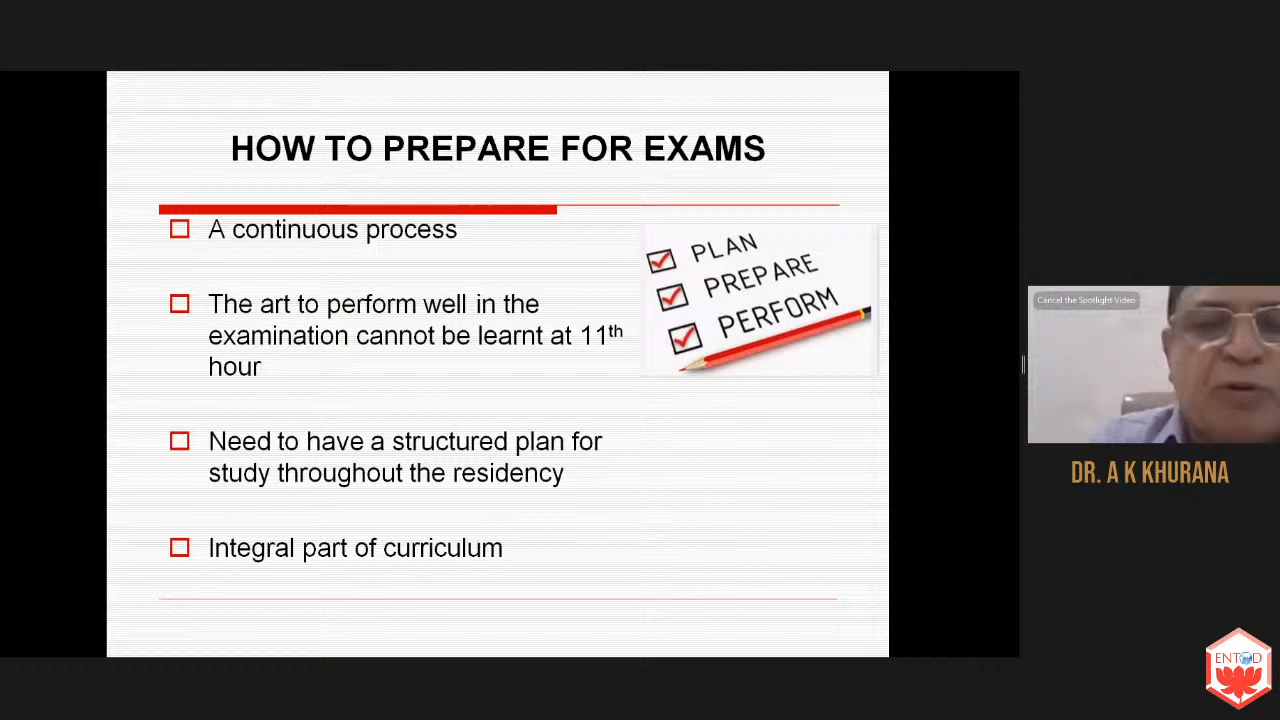 HOW TO PREPARE FOR EXAMS
A continuous process
The art to perform well in the
examination cannot be learnt at 11th
hour
Need to have a structured plan for
study throughout the residency
Integral part of curriculum
PLAN
PREPARE
PERFORM
Cancel the Spotlight Video
DR. A K KHURANA
ENTOD